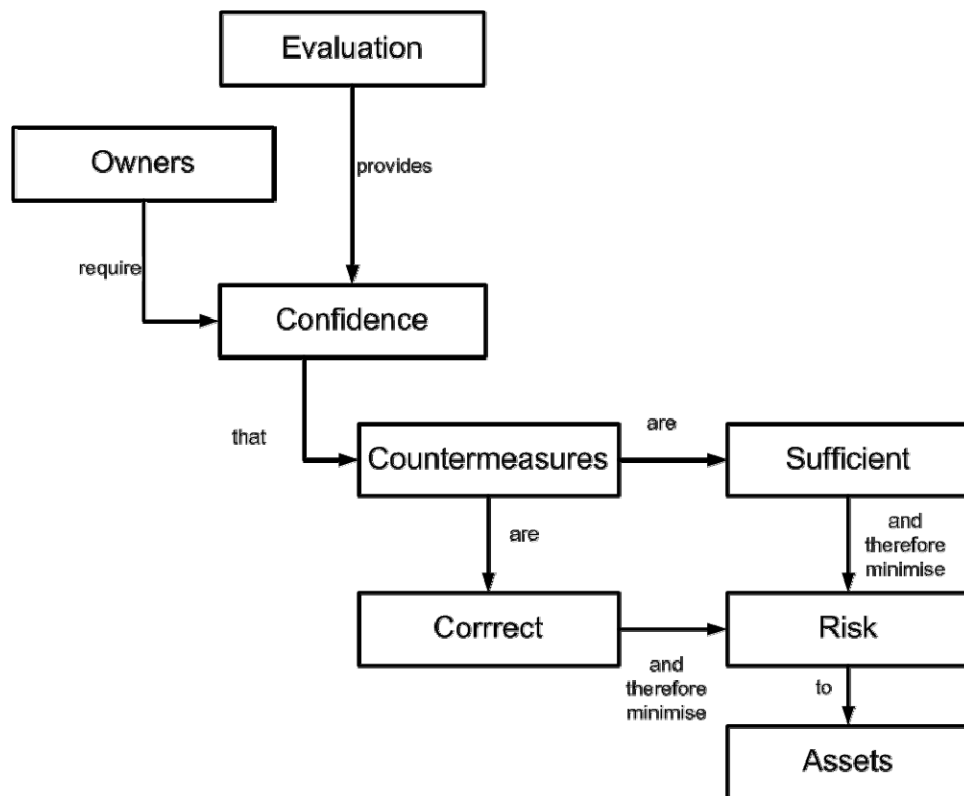 Evaluation
Owners
provides
require
Confidence
that
Countermeasures
are
Sufficient
are
and
therefore
minimise
Corrrect
and
therefore
minimise
Risk
to
Assets